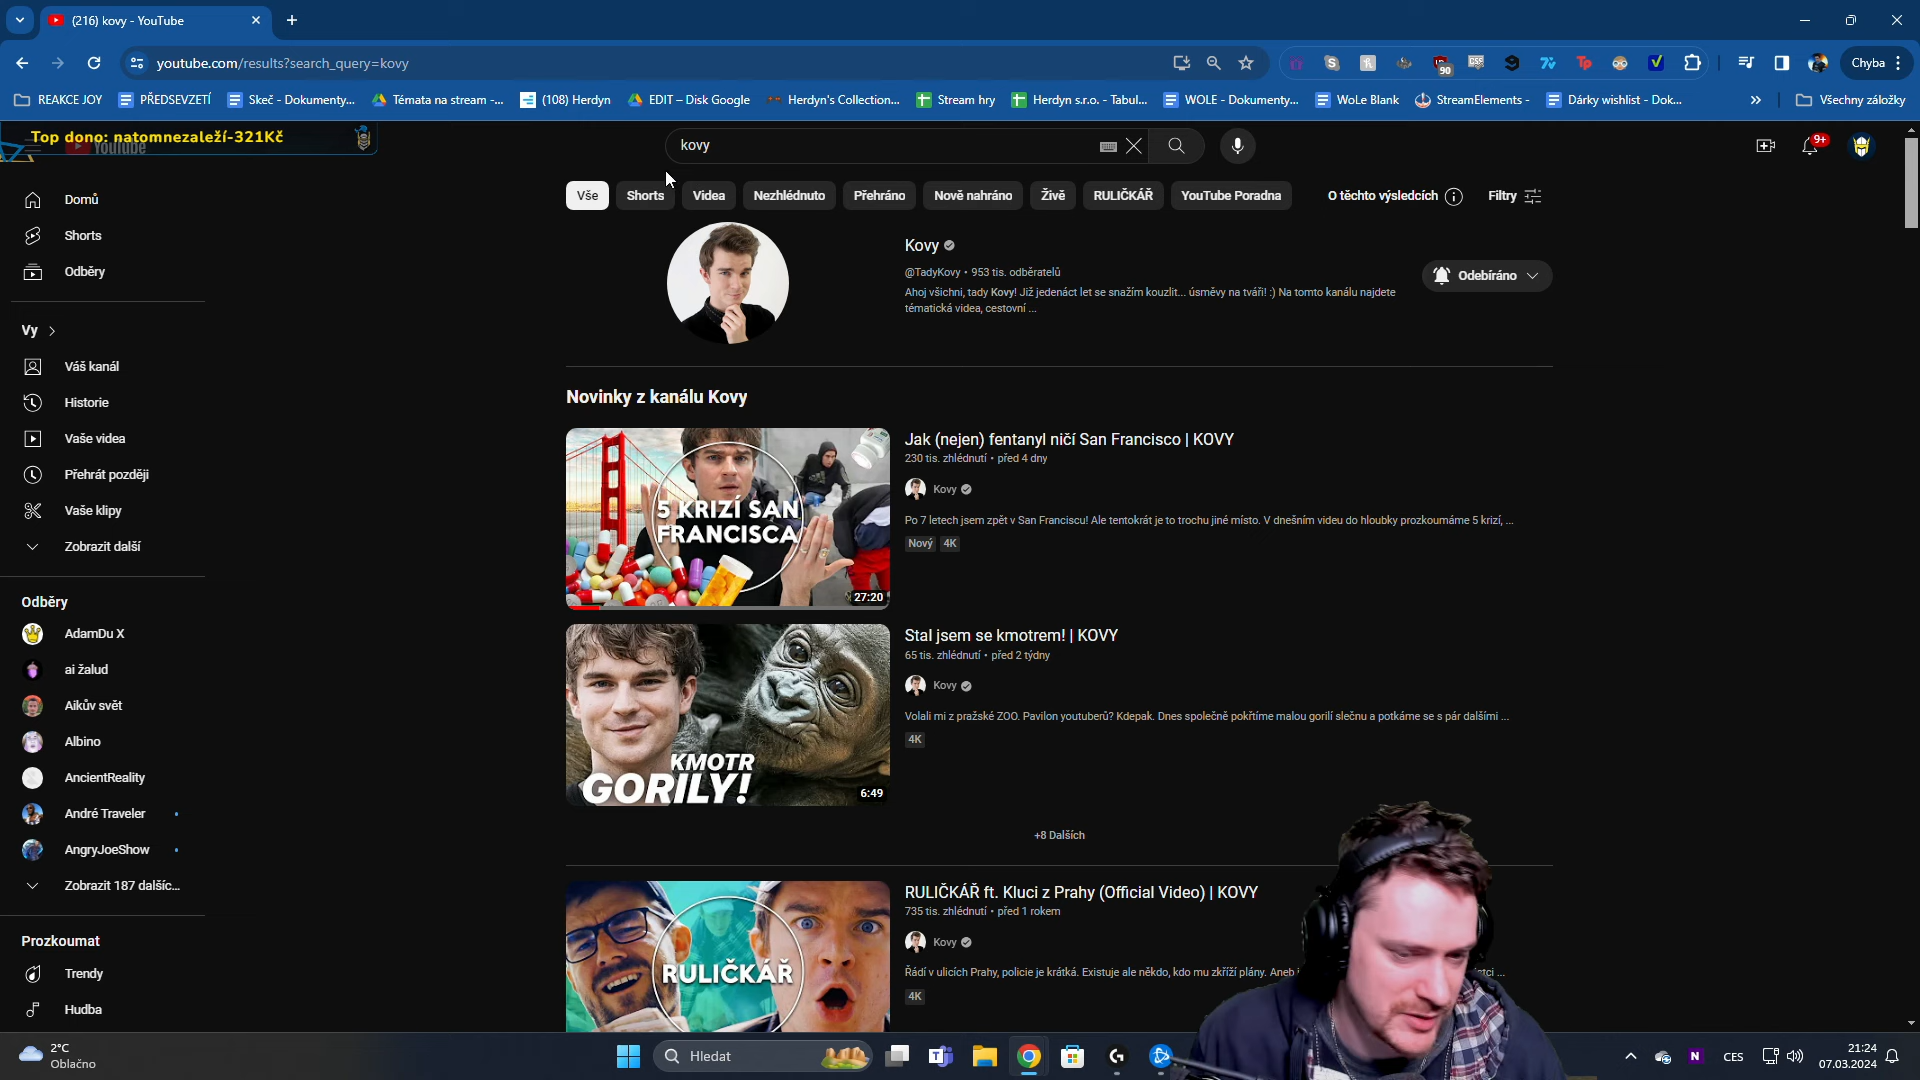 (216) kovy - YouTube
youtube.com/results?search_query=kovy
90
Chyba
REAKCE JOY
PŘEDSEVZETÍ
Skeč - Dokumenty...
Témata na stream -...
(108) Herdyn
EDIT – Disk Google
Herdyn's Collection...
Stream hry
Herdyn s.r.o. - Tabul...
WOLE - Dokumenty...
WoLe Blank
StreamElements -
Dárky wishlist - Dok...
Všechny záložky
Top dono: natomnezaleží-321Kč
YouTube
kovy
9+
Vše
Shorts
Videa
Nezhlédnuto
Přehráno
Nově nahráno
Živě
RULIČKÁŘ
YouTube Poradna
O těchto výsledcích
Filtry
Domů
Shorts
Odběry
Vy
Váš kanál
Historie
Vaše videa
Přehrát později
Vaše klipy
Zobrazit další
Odběry
AdamDu X
ai žalud
Aikův svět
Albino
AncientReality
André Traveler
AngryJoeShow
Zobrazit 187 dalšíc...
Prozkoumat
Trendy
Hudba
Kovy
@TadyKovy • 953 tis. odběratelů
Ahoj všichni, tady Kovy! Již jedenáct let se snažím kouzlit... úsměvy na tváři! :) Na tomto kanálu najdete
tématická videa, cestovní ...
Odebíráno
Novinky z kanálu Kovy
5 KRIZÍ SAN
FRANCISCA
27:20
Jak (nejen) fentanyl ničí San Francisco | KOVY
230 tis. zhlédnutí • před 4 dny
Kovy
Po 7 letech jsem zpět v San Franciscu! Ale tentokrát je to trochu jiné místo. V dnešním videu do hloubky prozkoumáme 5 krizí, ...
Nový
4K
KMOTR
GORILY!
6:49
Stal jsem se kmotrem! | KOVY
65 tis. zhlédnutí • před 2 týdny
Kovy
Volali mi z pražské ZOO. Pavilon youtuberů? Kdepak. Dnes společně pokřtíme malou gorilí slečnu a potkáme se s pár dalšími ...
4K
+8 Dalších
RULIČKÁŘ
RULIČKÁŘ ft. Kluci z Prahy (Official Video) | KOVY
735 tis. zhlédnutí • před 1 rokem
Kovy
Řádí v ulicích Prahy, policie je krátká. Existuje ale někdo, kdo mu zkříží plány. Aneb
4K
2°C
Oblačno
Hledat
CES
21:24
07.03.2024